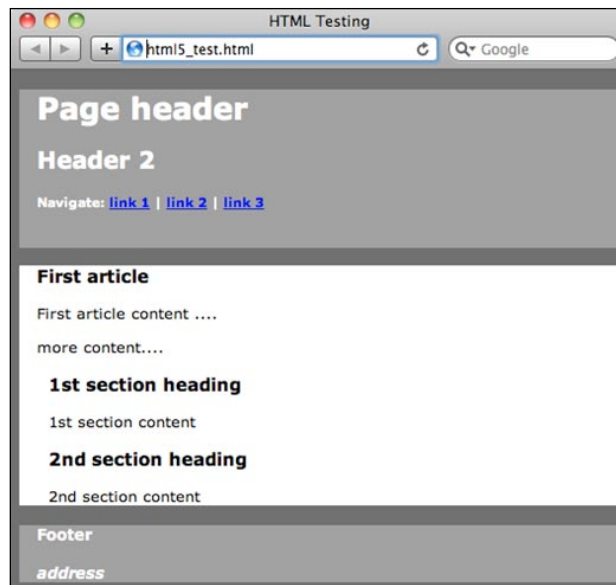 HTML Testing
html5_test.html
Google
Page header
Header 2
Navigate: link 1 | link 2 | link 3
First article
First article content ....
more content....
1st section heading
1st section content
2nd section heading
2nd section content
Footer
address